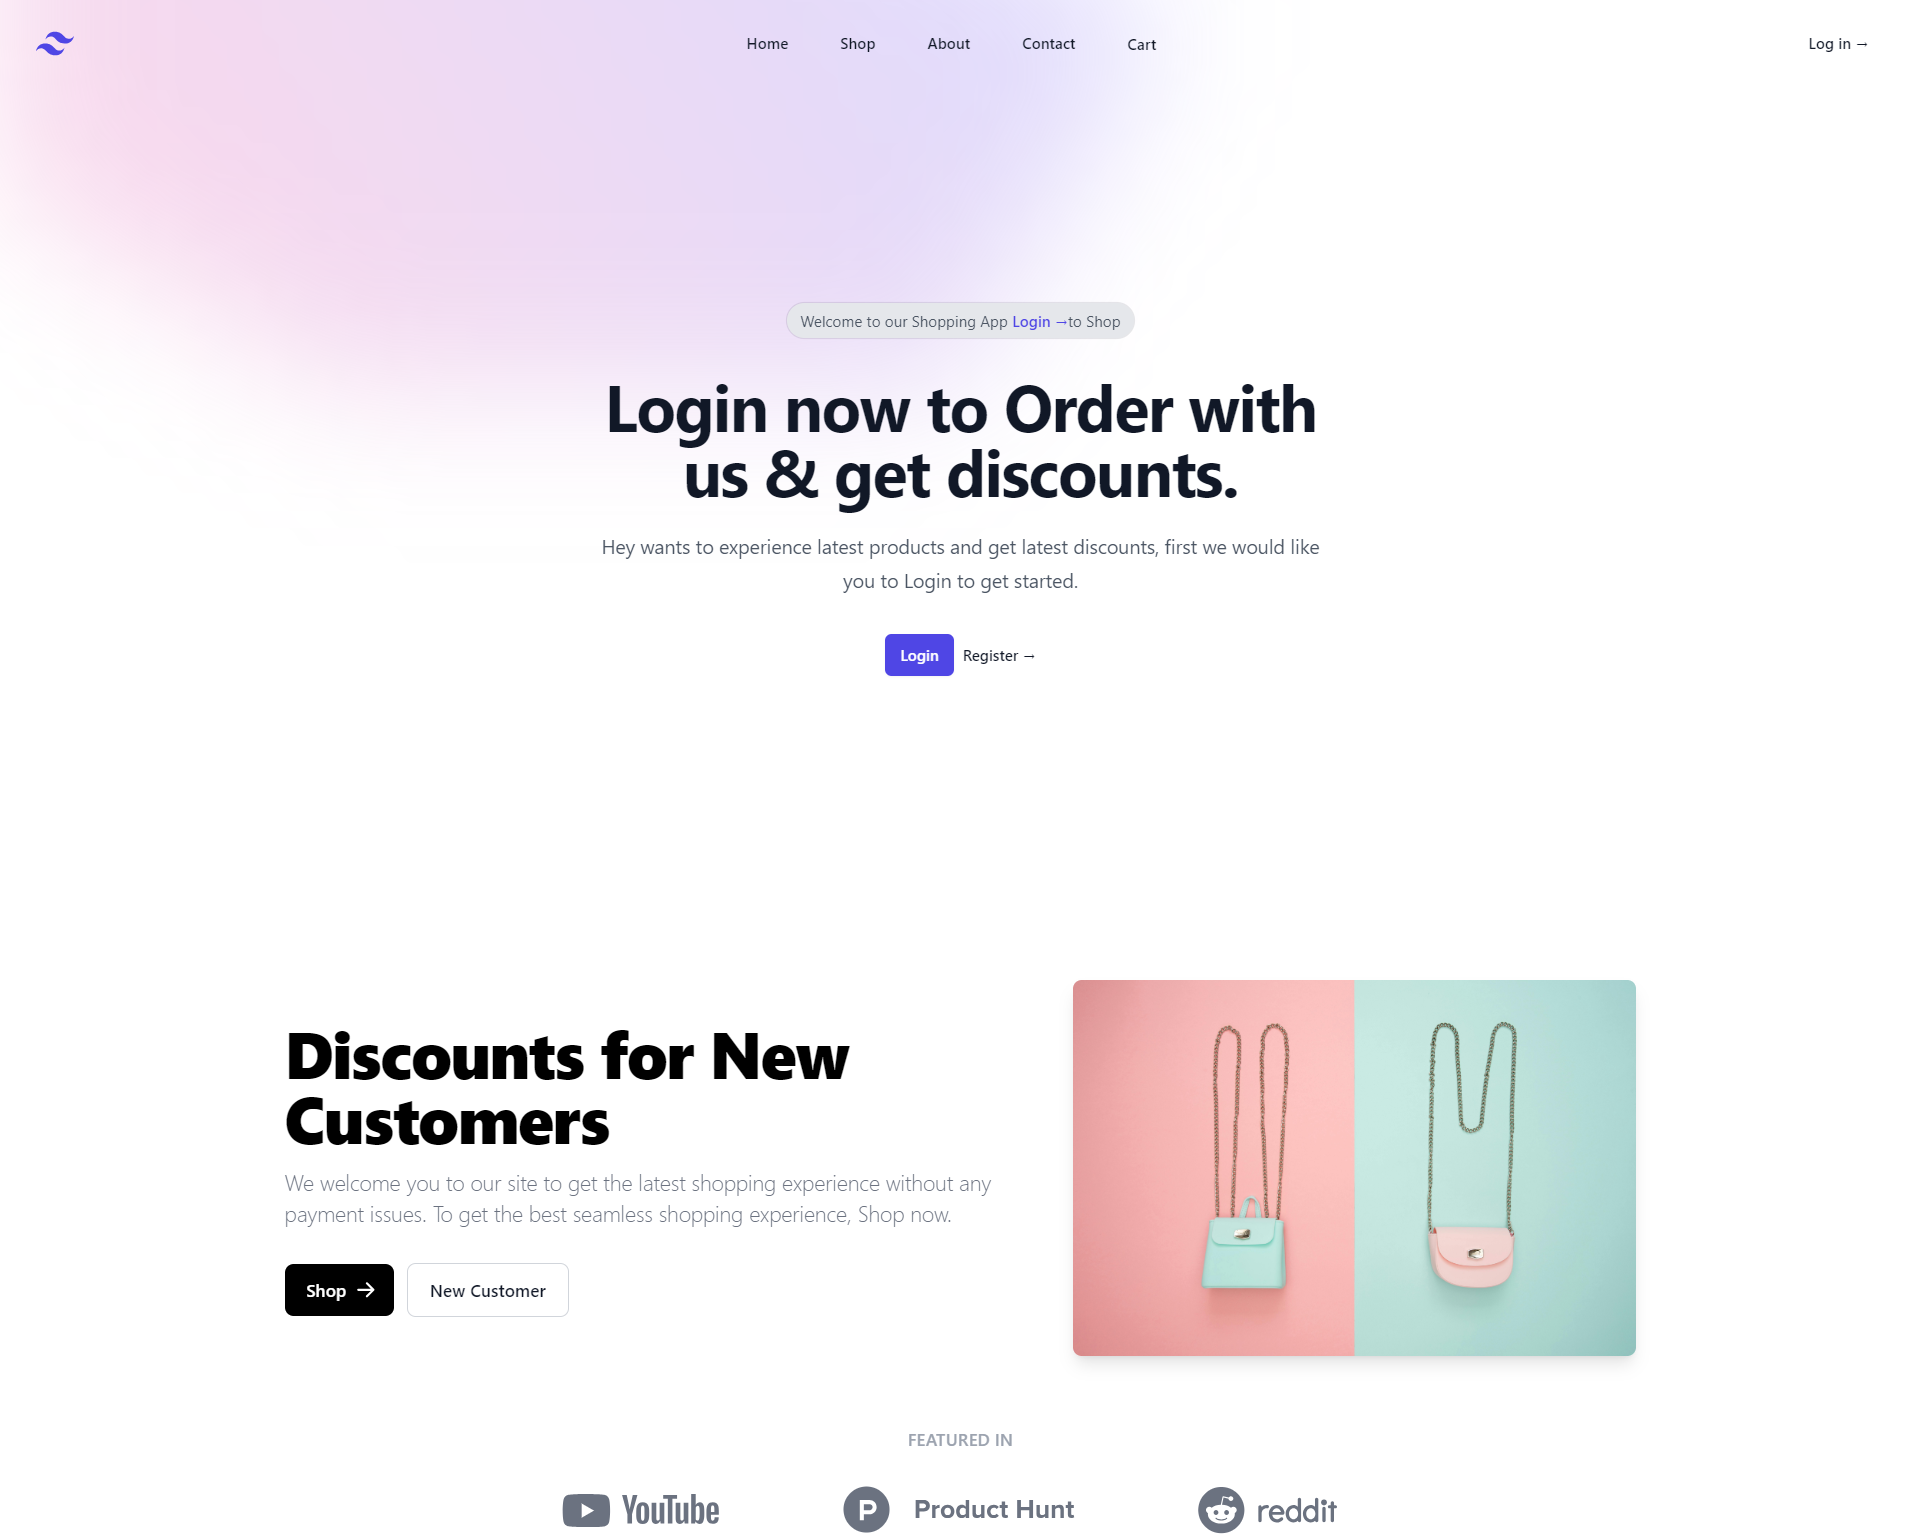 Home Shop About Contact Cart Log in →
Welcome to our Shopping App Login →to Shop
Login now to Order with
us & get discounts.
Hey wants to experience latest products and get latest discounts, first we would like
you to Login to get started.
Login Register →
Discounts for New
Customers
We welcome you to our site to get the latest shopping experience without any
payment issues. To get the best seamless shopping experience, Shop now.
Shop → New Customer
FEATURED IN
YouTube Product Hunt reddit